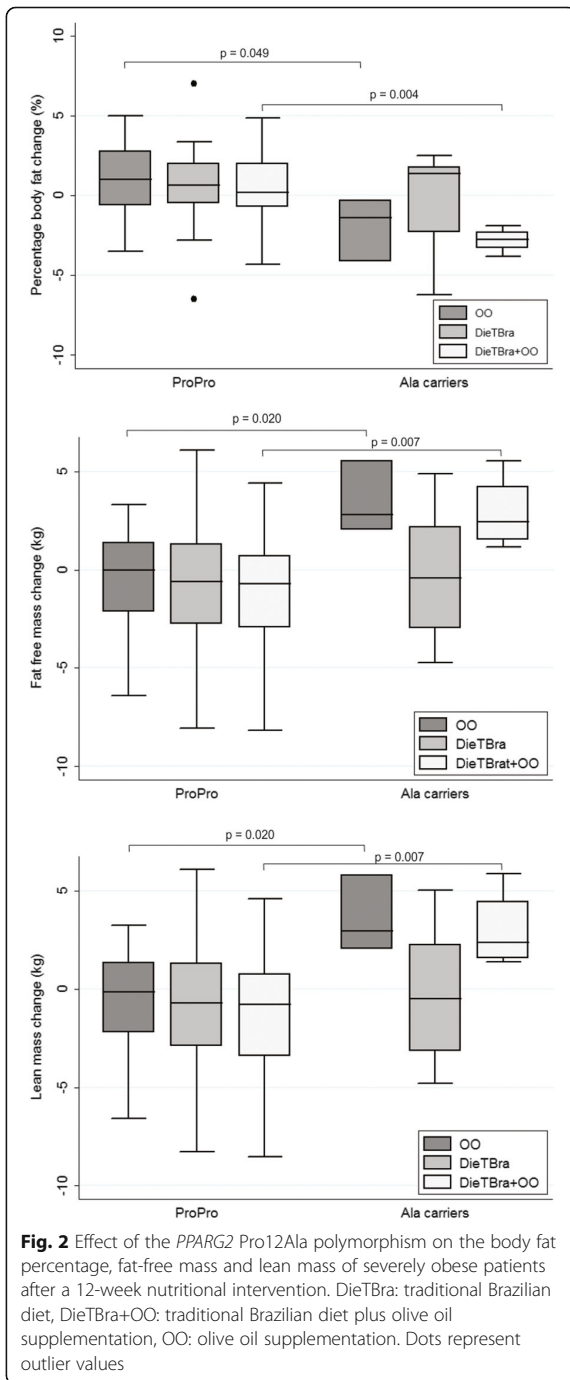 p = 0.049
p = 0.004
Percentage body fat change (%)
10
5
0
-5
-10
OO
DieTBra
DieTBra+OO
ProPro
Ala carriers
p = 0.020
p = 0.007
Fat free mass change (kg)
5
0
-5
-10
OO
DieTBra
DieTBrat+OO
ProPro
Ala carriers
p = 0.020
p = 0.007
Lean mass change (kg)
5
0
-5
-10
OO
DieTBra
DieTBra+OO
ProPro
Ala carriers
Fig. 2 Effect of the PPARG2 Pro12Ala polymorphism on the body fat
percentage, fat-free mass and lean mass of severely obese patients
after a 12-week nutritional intervention. DieTBra: traditional Brazilian
diet, DieTBra+OO: traditional Brazilian diet plus olive oil
supplementation, OO: olive oil supplementation. Dots represent
outlier values